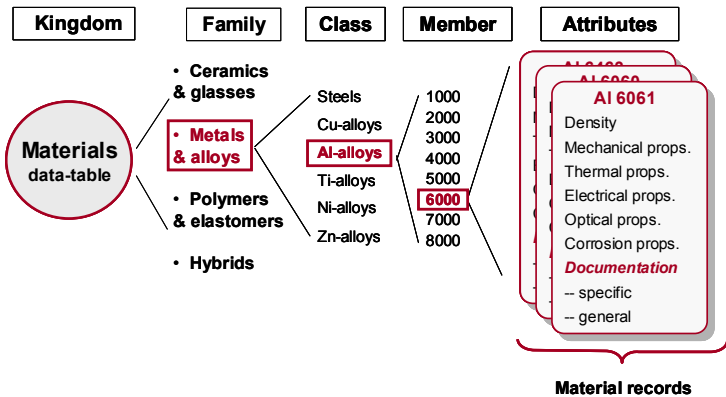 Kingdom
Family
Class
Member
Attributes
Materials
data-table
• Ceramics
& glasses
• Metals
& alloys
• Polymers
& elastomers
• Hybrids
Steels
Cu-alloys
Al-alloys
Ti-alloys
Ni-alloys
Zn-alloys
1000
2000
3000
4000
5000
6000
7000
8000
Al 6060
Al 6061
Density
Mechanical props.
Thermal props.
Electrical props.
Optical props.
Corrosion props.
Documentation
-- specific
-- general
Material records